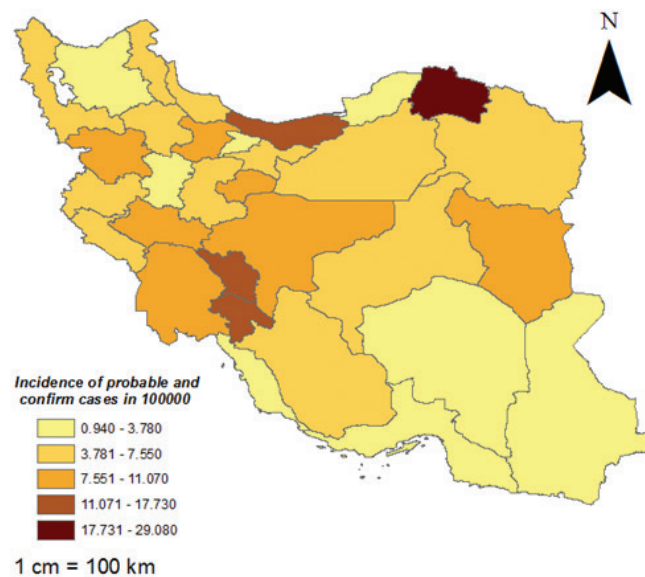 N
Incidence of probable and
confirm cases in 100000
0.940 - 3.780
3.781 - 7.550
7.551 - 11.070
11.071 - 17.730
17.731 - 29.080
1 cm = 100 km